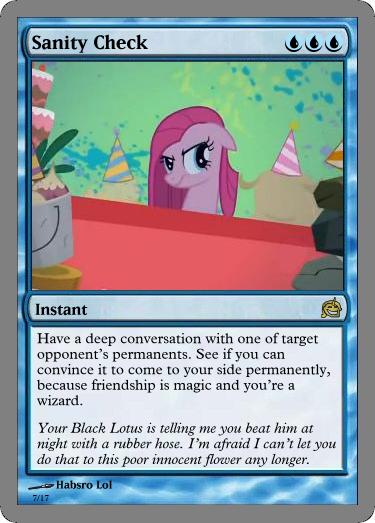 Sanity Check
Instant
Have a deep conversation with one of target
opponent's permanents. See if you can
convince it to come to your side permanently,
because friendship is magic and you're a
wizard.
Your Black Lotus is telling me you beat him at
night with a rubber hose. I'm afraid I can't let you
do that to this poor innocent flower any longer.
Habsro Lol
7/17